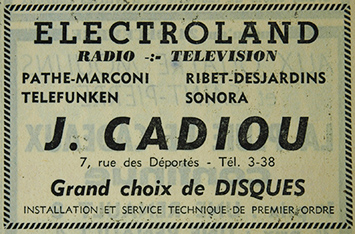 ELECTROLAND
RADIO -:- TELEVISION
PATHE-MARCONI RIBET-DESJARDINS
TELEFUNKEN SONORA
J. CADIOU
7, rue des Déportés - Tél. 3-38
Grand choix de DISQUES
INSTALLATION ET SERVICE TECHNIQUE DE PREMIER ORDRE